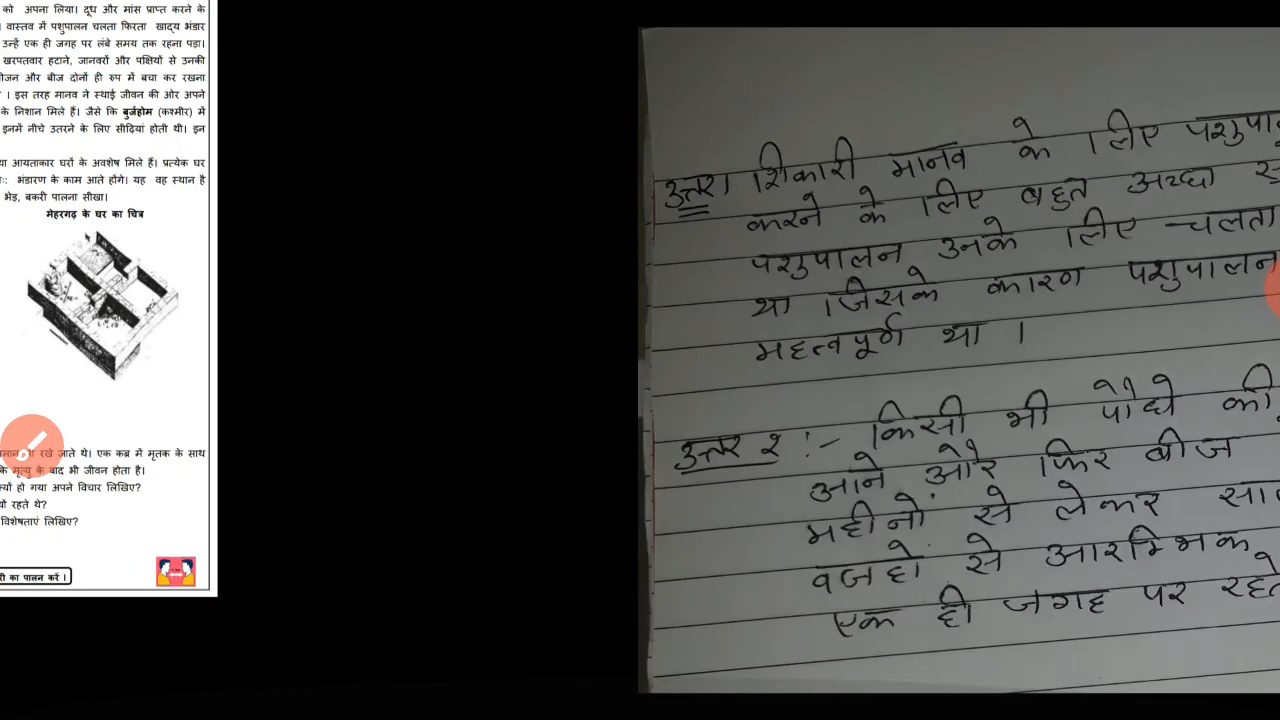 को अपना लिया। दूध और मांस प्राप्त करने के
। वास्तव में पशुपालन चलता फिरता खाद्य भंडार
उन्हें एक ही जगह पर लंबे समय तक रहना पड़ा।
खरपतवार हटाने, जानवरों और पक्षियों से उनकी
ोजन और बीज दोनों ही रुप में बचा कर रखना
। इस तरह मानव ने स्थाई जीवन की ओर अपने
के निशान मिले हैं। जैसे कि बुर्जहोम (कश्मीर) में
इनमें नीचे उतरने के लिए सीढ़ियां होती थी। इन
या आयताकार घरों के अवशेष मिले हैं। प्रत्येक घर
ः: भंडारण के काम आते होंगे। यह वह स्थान है
भेड़, बकरी पालना सीखा।
मेहरगढ़ के घर का चित्र
रखे जाते थे। एक कब्र में मृतक के साथ
कि मृत्यु के बाद भी जीवन होता है।
क्यों हो गया अपने विचार लिखिए?
यों रहते थे?
विशेषताएं लिखिए?
री का पालन करें ।
उत्तर। शिकारी मानव के लिए पशुपा
करने के लिए बहुत अच्छा स
पशुपालन उनके लिए चलता
था। जिसके कारण पशुपालन
महत्वपूर्ण था ।
उत्तर २ :- किसी भी पौधे की
आने और फिर बीज
महीनों से लेकर सा
वजहों से आरम्भिक
एक ही जगह पर रहते